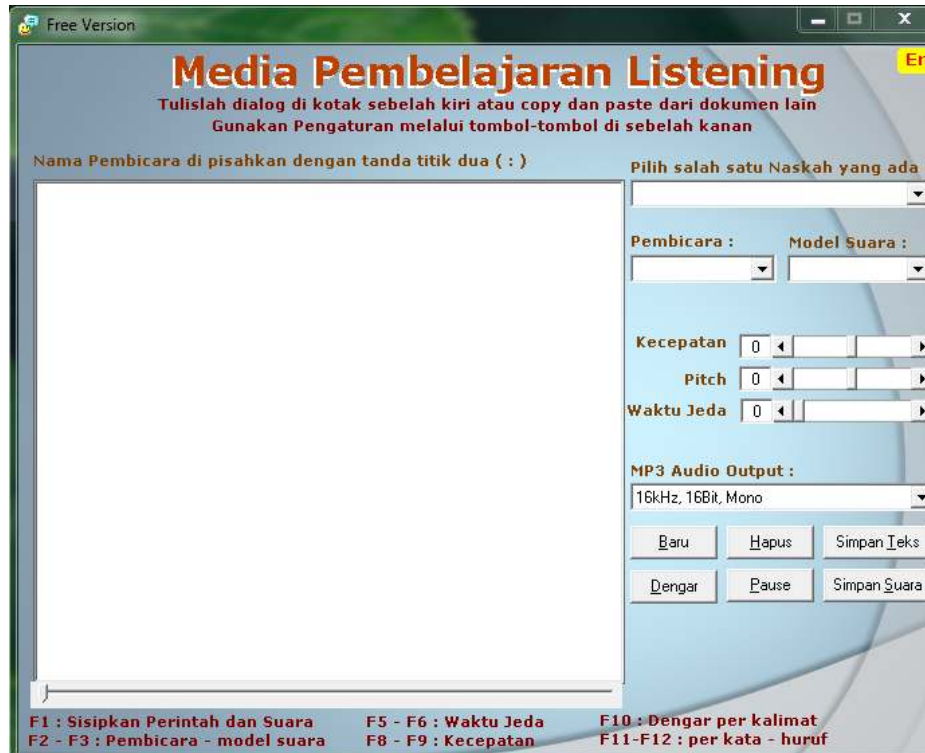 Free Version
Media Pembelajaran Listening
Tulislah dialog di kotak sebelah kiri atau copy dan paste dari dokumen lain
Gunakan Pengaturan melalui tombol-tombol di sebelah kanan
Nama Pembicara di pisahkan dengan tanda titik dua ( : )
Pilih salah satu Naskah yang ada
Pembicara :
Model Suara :
Kecepatan 0
Pitch 0
Waktu Jeda 0
MP3 Audio Output :
16kHz, 16Bit, Mono
Baru Hapus Simpan Teks
Dengar Pause Simpan Suara
F1 : Sisipkan Perintah dan Suara F5 - F6 : Waktu Jeda F10 : Dengar per kalimat
F2 - F3 : Pembicara - model suara F8 - F9 : Kecepatan F11-F12 : per kata - huruf